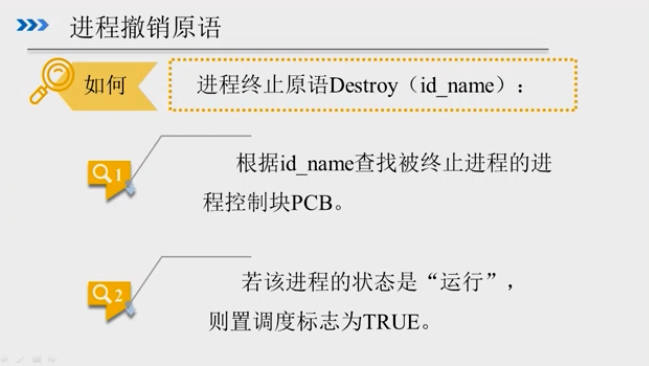 进程撤销原语
如何
进程终止原语Destroy（id_name）：
1
根据id_name查找被终止进程的进
程控制块PCB。
2
若该进程的状态是“运行”，
则置调度标志为TRUE。